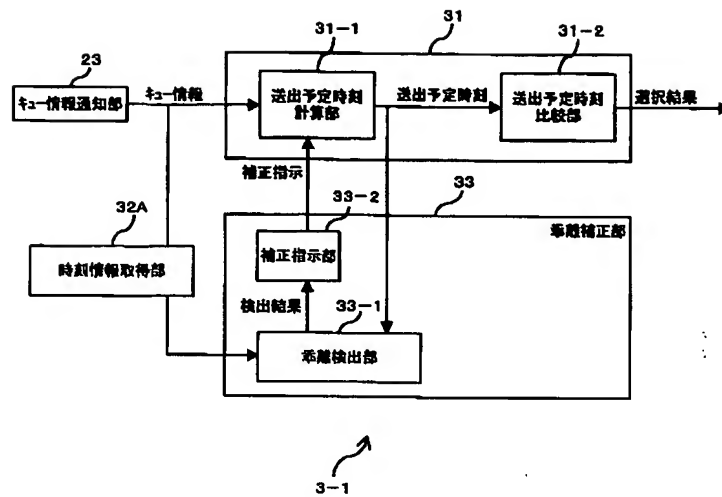 31-1
31
31-2
23
キュー情報通知部
キュー情報
送出予定時刻
計算部
送出予定時刻
送出予定時刻
比較部
選択結果
補正指示
33-2
33
32A
補正指示部
乖離補正部
時刻情報取得部
検出結果
33-1
乖離検出部
3-1